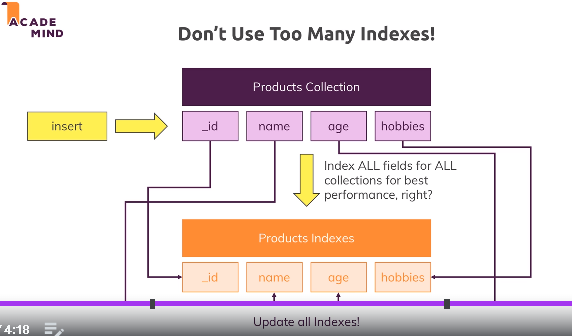 ACADE
MIND
Don't Use Too Many Indexes!
Products Collection
insert
_id
name
age
hobbies
Index ALL fields for ALL
collections for best
performance, right?
Products Indexes
_id
name
age
hobbies
Update all Indexes!
/ 4:18